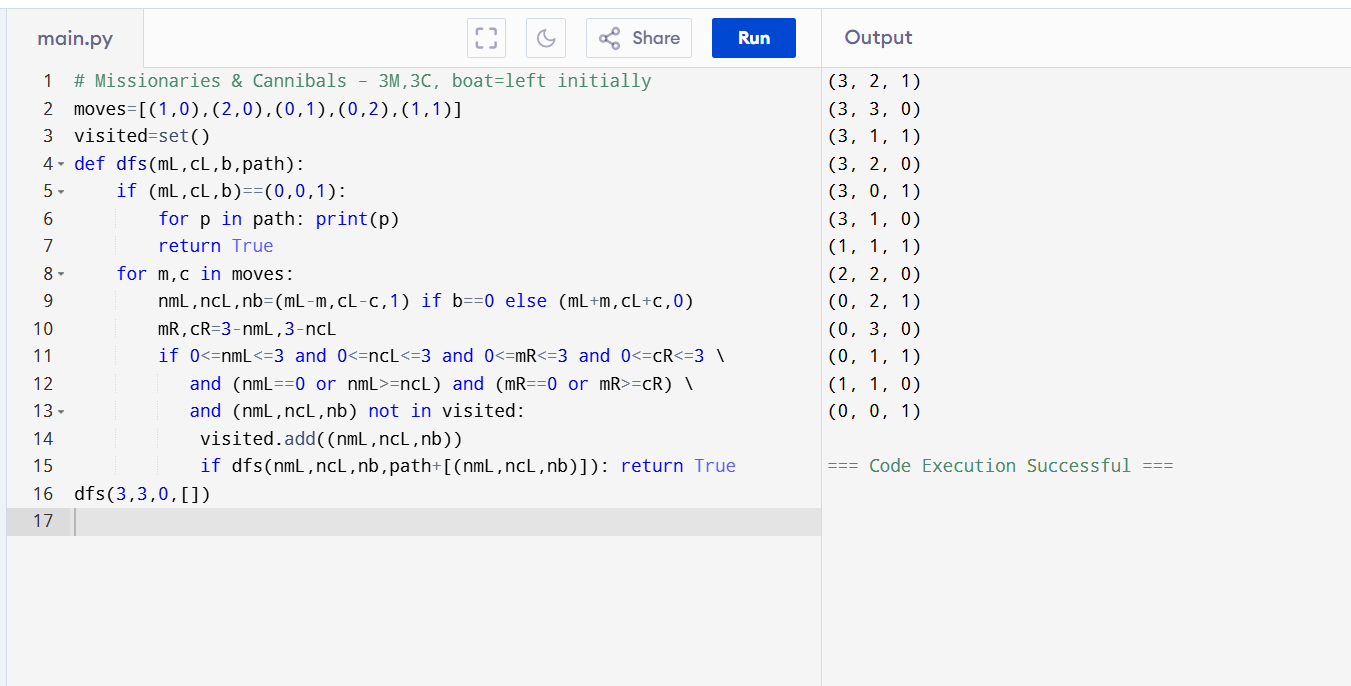 main.py
Share
Run
Output
1 # Missionaries & Cannibals – 3M,3C, boat=left initially
2 moves=[(1,0),(2,0),(0,1),(0,2),(1,1)]
3 visited=set()
4 def dfs(mL,cL,b,path):
5     if (mL,cL,b)==(0,0,1):
6         for p in path: print(p)
7         return True
8     for m,c in moves:
9         nmL,ncL,nb=(mL-m,cL-c,1) if b==0 else (mL+m,cL+c,0)
10         mR,cR=3-nmL,3-ncL
11         if 0<=nmL<=3 and 0<=ncL<=3 and 0<=mR<=3 and 0<=cR<=3 \
12            and (nmL==0 or nmL>=ncL) and (mR==0 or mR>=cR) \
13            and (nmL,ncL,nb) not in visited:
14             visited.add((nmL,ncL,nb))
15             if dfs(nmL,ncL,nb,path+[(nmL,ncL,nb)]): return True
16 dfs(3,3,0,[])
17
(3, 2, 1)
(3, 3, 0)
(3, 1, 1)
(3, 2, 0)
(3, 0, 1)
(3, 1, 0)
(1, 1, 1)
(2, 2, 0)
(0, 2, 1)
(0, 3, 0)
(0, 1, 1)
(1, 1, 0)
(0, 0, 1)
=== Code Execution Successful ===